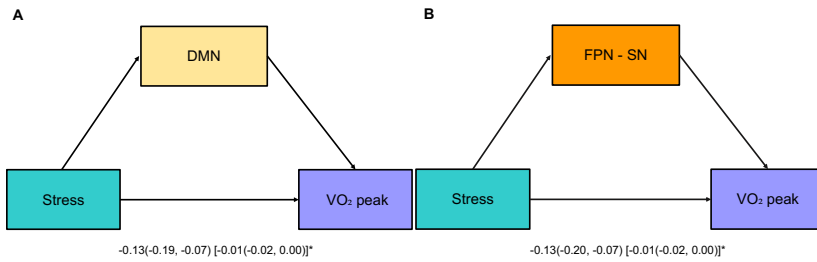 A
B
DMN
FPN - SN
Stress
VO₂ peak
Stress
VO₂ peak
-0.13(-0.19, -0.07) [-0.01(-0.02, 0.00)]*
-0.13(-0.20, -0.07) [-0.01(-0.02, 0.00)]*